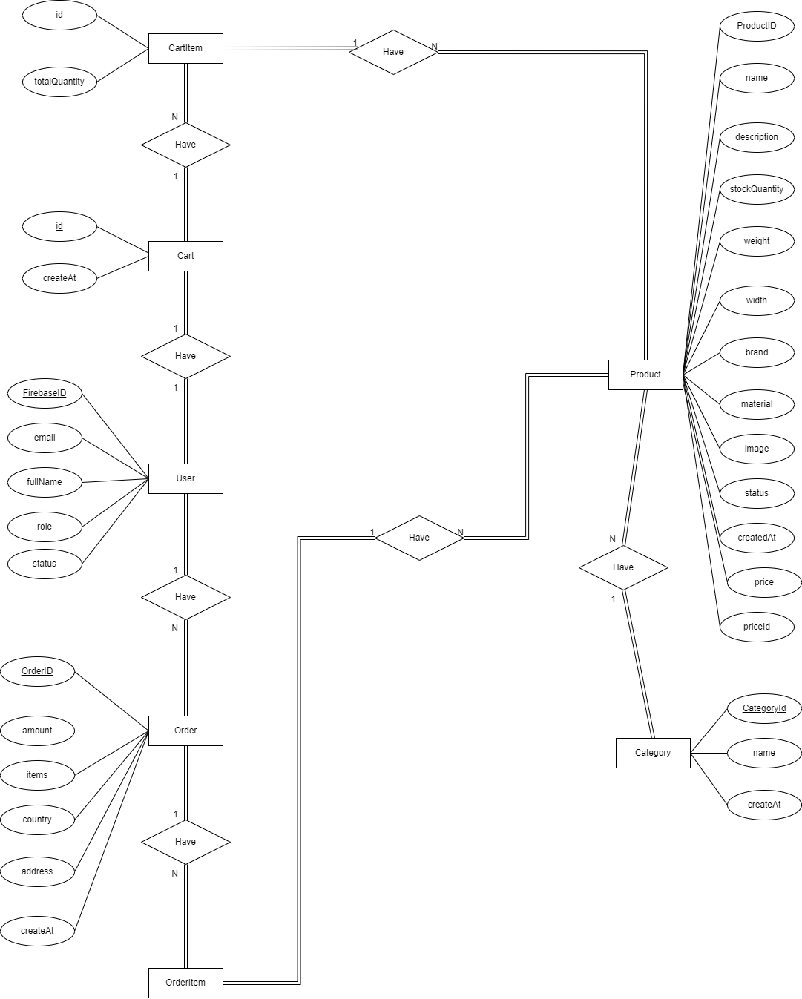 id
ProductID
CartItem
1
Have
N
name
totalQuantity
N
description
Have
1
stockQuantity
id
weight
Cart
createAt
width
1
brand
Have
Product
1
FirebaseID
material
email
image
User
fullName
status
role
1
Have
N
createdAt
N
status
1
Have
price
Have
1
N
priceId
OrderID
CategoryId
amount
Order
Category
name
items
createAt
1
country
Have
address
N
createAt
OrderItem